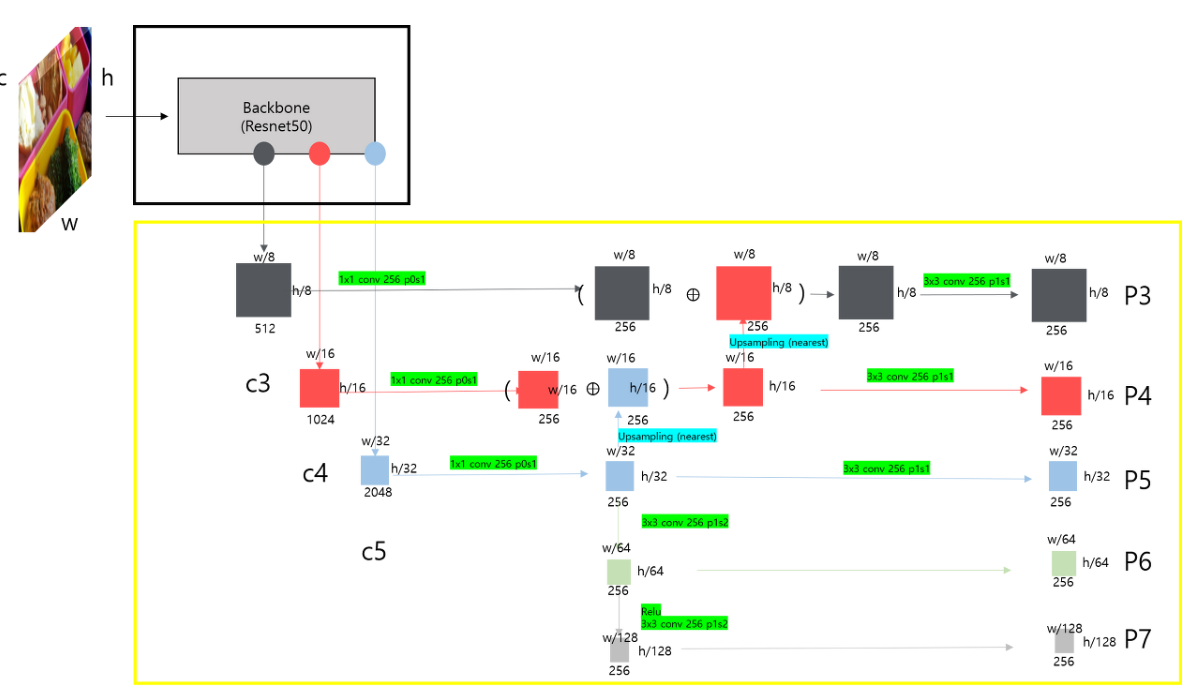 c
h
w
Backbone
(Resnet50)
w/8
h/8
512
1x1 conv 256 p0s1
(
w/8
h/8
256
⊕
w/8
h/8
256
)
w/8
h/8
256
3x3 conv 256 p1s1
w/8
h/8
256
P3
Upsampling (nearest)
c3
w/16
h/16
1024
1x1 conv 256 p0s1
(
w/16
w/16
256
⊕
w/16
h/16
256
)
w/16
h/16
256
3x3 conv 256 p1s1
w/16
h/16
256
P4
Upsampling (nearest)
c4
w/32
h/32
2048
1x1 conv 256 p0s1
w/32
h/32
256
3x3 conv 256 p1s1
w/32
h/32
256
P5
c5
3x3 conv 256 p1s2
w/64
h/64
256
w/64
h/64
256
P6
Relu
3x3 conv 256 p1s2
w/128
h/128
256
w/128
h/128
256
P7